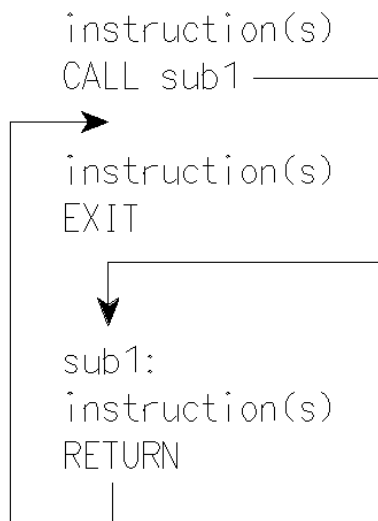 instruction(s)
CALL sub1
instruction(s)
EXIT
sub1:
instruction(s)
RETURN